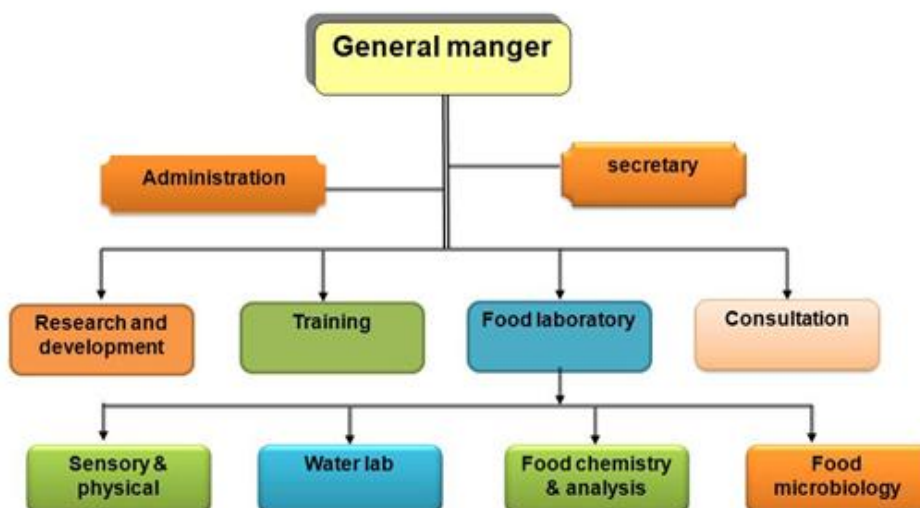 General manger
Administration
secretary
Research and
development
Training
Food laboratory
Consultation
Sensory &
physical
Water lab
Food chemistry
& analysis
Food
microbiology